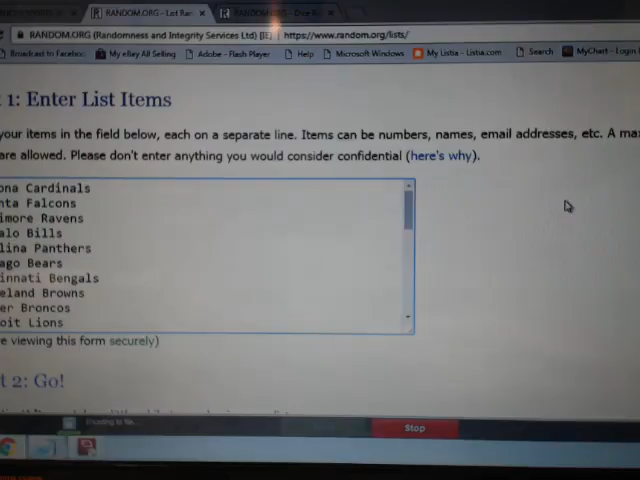 RANDOM.ORG - List Ran
RANDOM.ORG (Randomness and Integrity Services Ltd) [IE] https://www.random.org/lists/
Broadcast to Faceboo My eBay All Selling Adobe - Flash Player Help Microsoft Windows My Listia - Listia.com Search MyChart - Login
t 1: Enter List Items
your items in the field below, each on a separate line. Items can be numbers, names, email addresses, etc. A ma
are allowed. Please don't enter anything you would consider confidential (here's why).
ona Cardinals
nta Falcons
imore Ravens
alo Bills
lina Panthers
ago Bears
innati Bengals
eland Browns
er Broncos
oit Lions
e viewing this form securely)
t 2: Go!
Stop